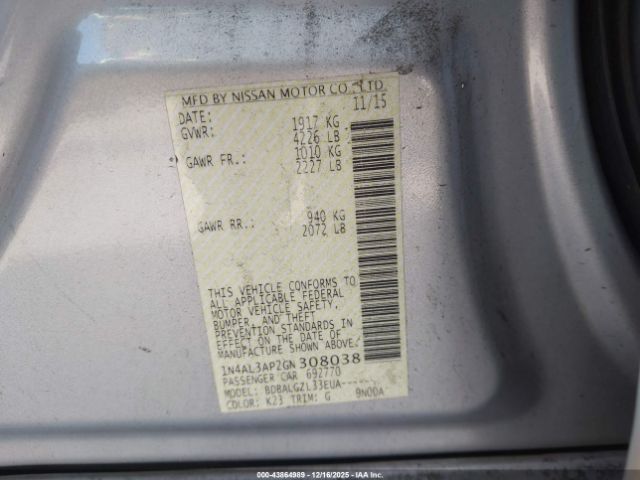 MFD BY NISSAN MOTOR CO., LTD.
DATE: 11/15
GVWR: 1917 KG
4226 LB
GAWR FR.: 1010 KG
2227 LB
GAWR RR.: 940 KG
2072 LB
THIS VEHICLE CONFORMS TO
ALL APPLICABLE FEDERAL
MOTOR VEHICLE SAFETY,
BUMPER, AND THEFT
PREVENTION STANDARDS IN
EFFECT ON THE DATE OF
MANUFACTURE SHOWN ABOVE.
1N4AL3AP2GN308038
PASSENGER CAR 692770
MODEL: BDBALGZL33EUA------
COLOR: K23 TRIM: G 9NODA
000-43864989 - 12/16/2025 - IAA Inc.